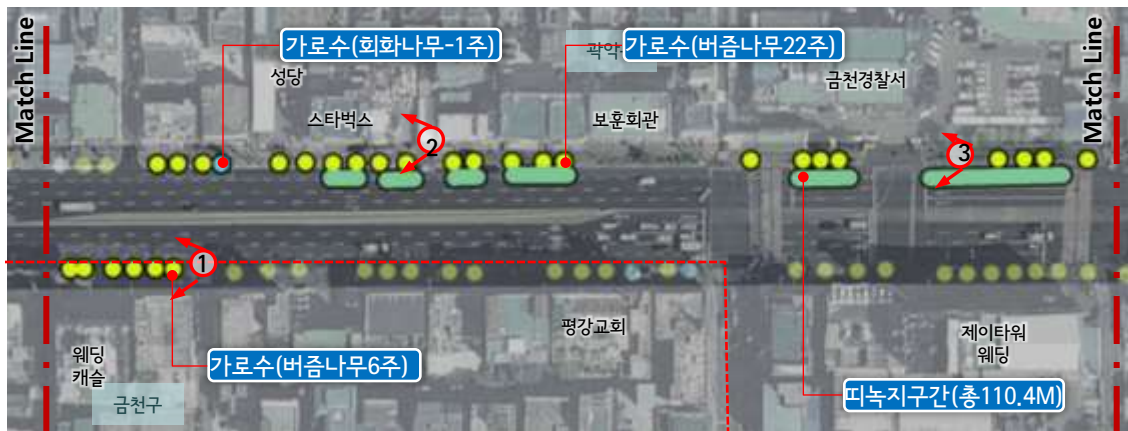 Match Line
가로수(회화나무-1주)
관악
가로수(버즘나무22주)
Match Line
성당
금천경찰서
스타벅스
보훈회관
2
3
1
평강교회
제이타워
웨딩
웨딩
캐슬
가로수(버즘나무6주)
금천구
띠녹지구간(총110.4M)